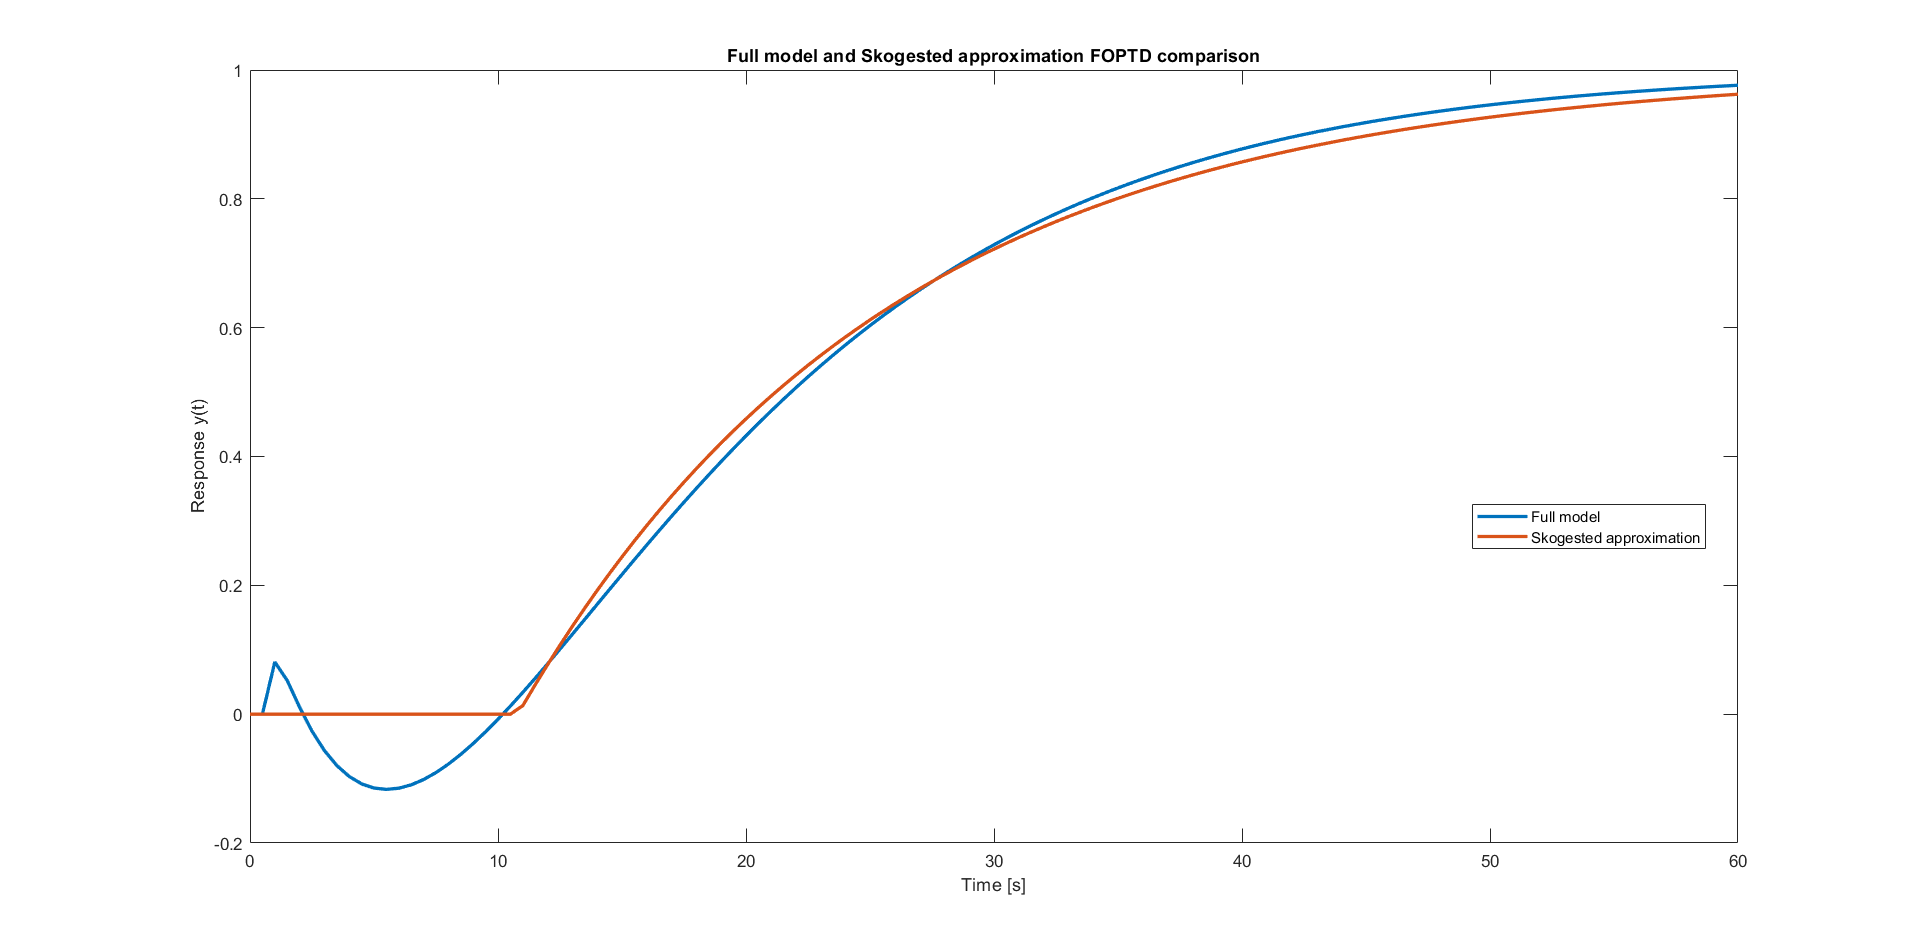 Full model and Skogested approximation FOPTD comparison
1
0.8
0.6
0.4
0.2
0
-0.2
Response y(t)
Full model
Skogested approximation
0 10 20 30 40 50 60
Time [s]